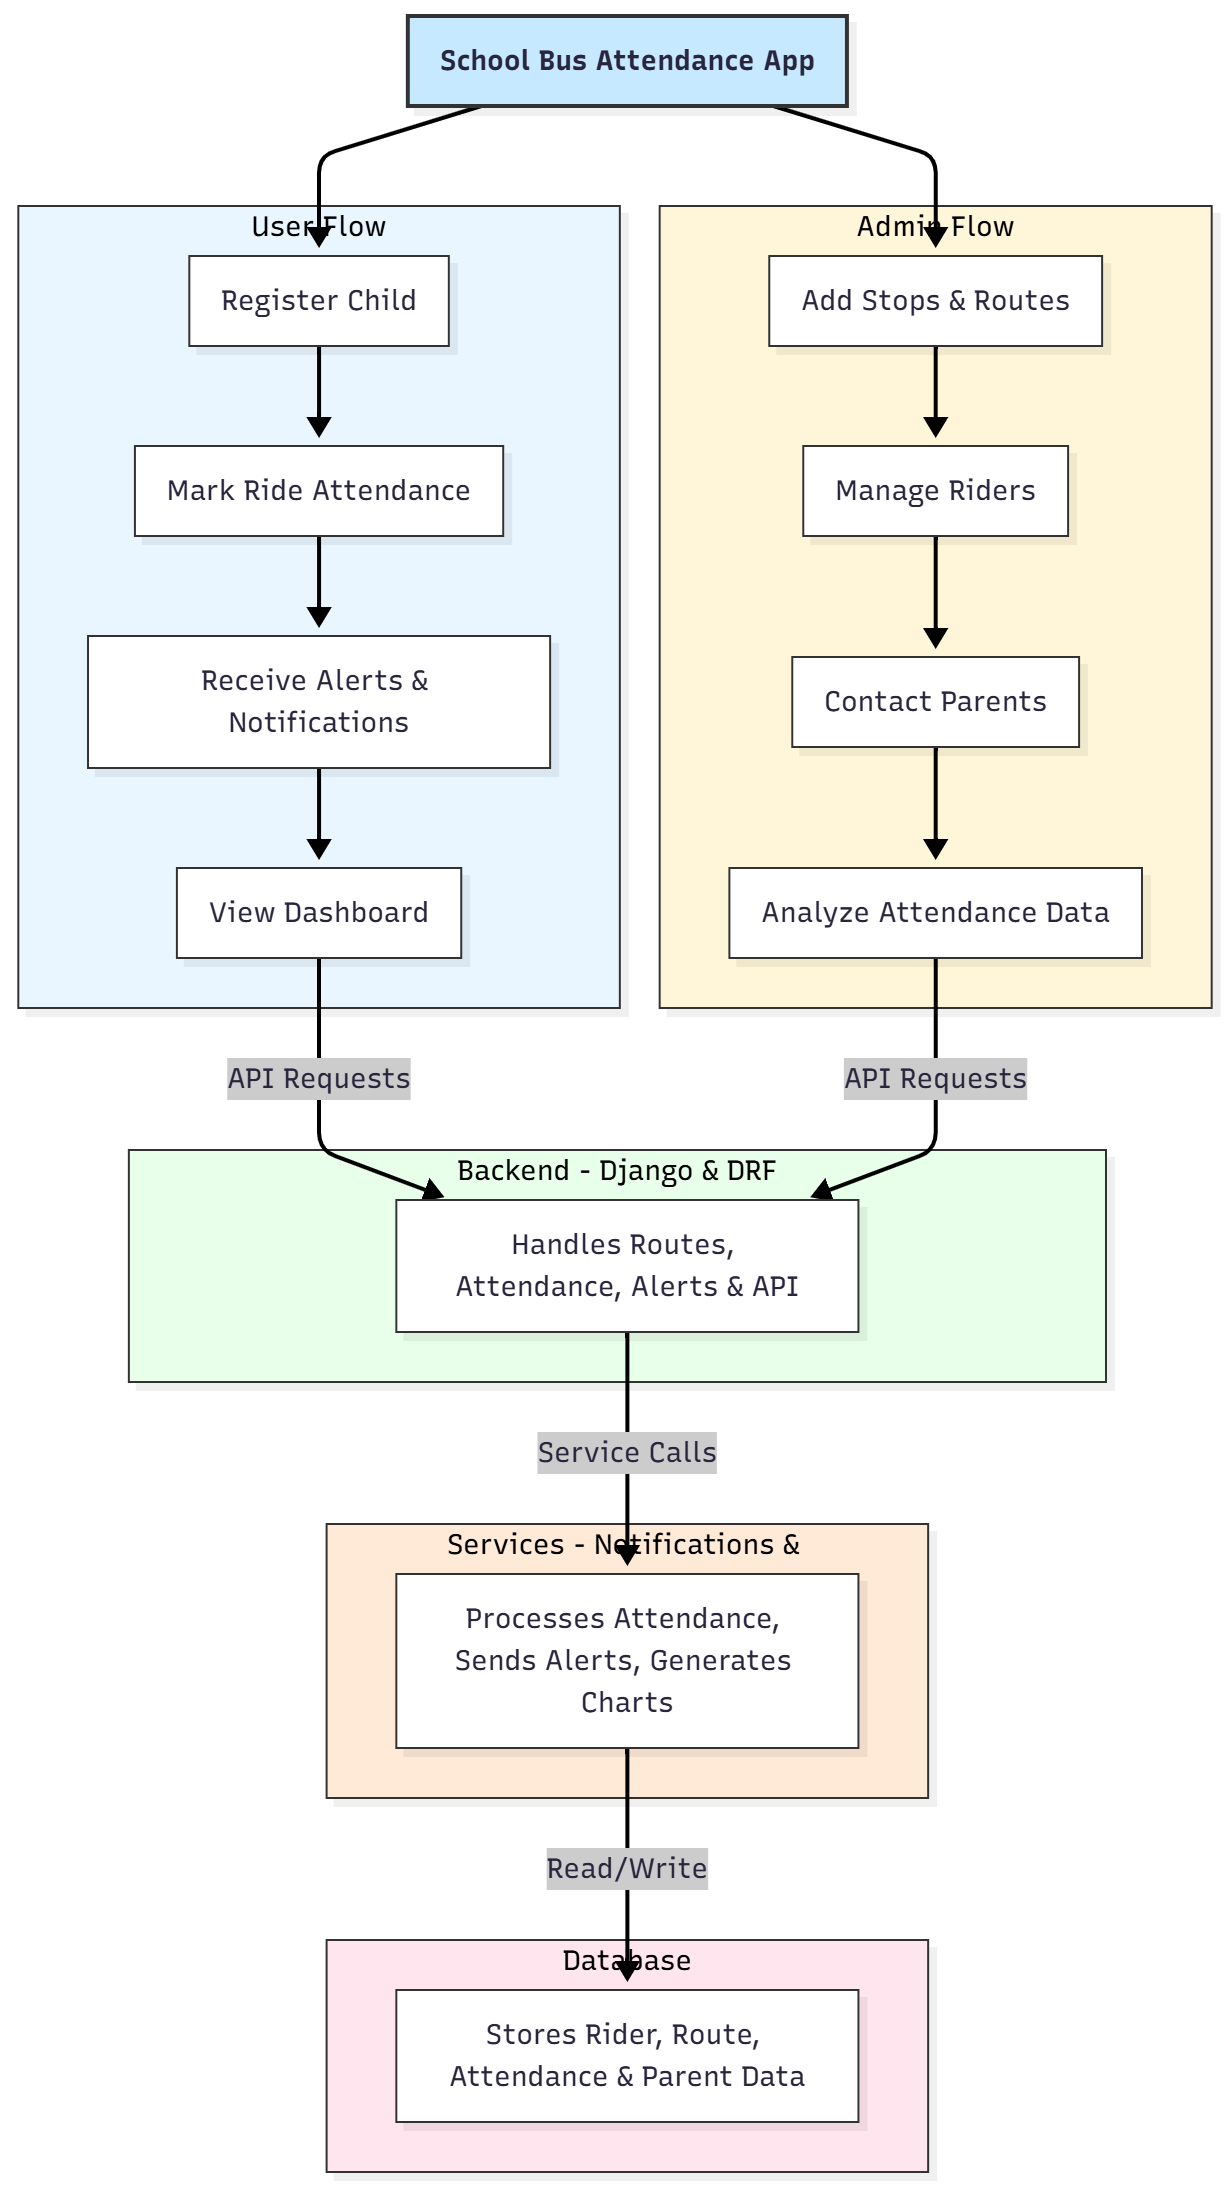 School Bus Attendance App
User Flow
Register Child
Mark Ride Attendance
Receive Alerts &
Notifications
View Dashboard
API Requests
Admin Flow
Add Stops & Routes
Manage Riders
Contact Parents
Analyze Attendance Data
API Requests
Backend - Django & DRF
Handles Routes,
Attendance, Alerts & API
Service Calls
Services - Notifications &
Processes Attendance,
Sends Alerts, Generates
Charts
Read/Write
Database
Stores Rider, Route,
Attendance & Parent Data